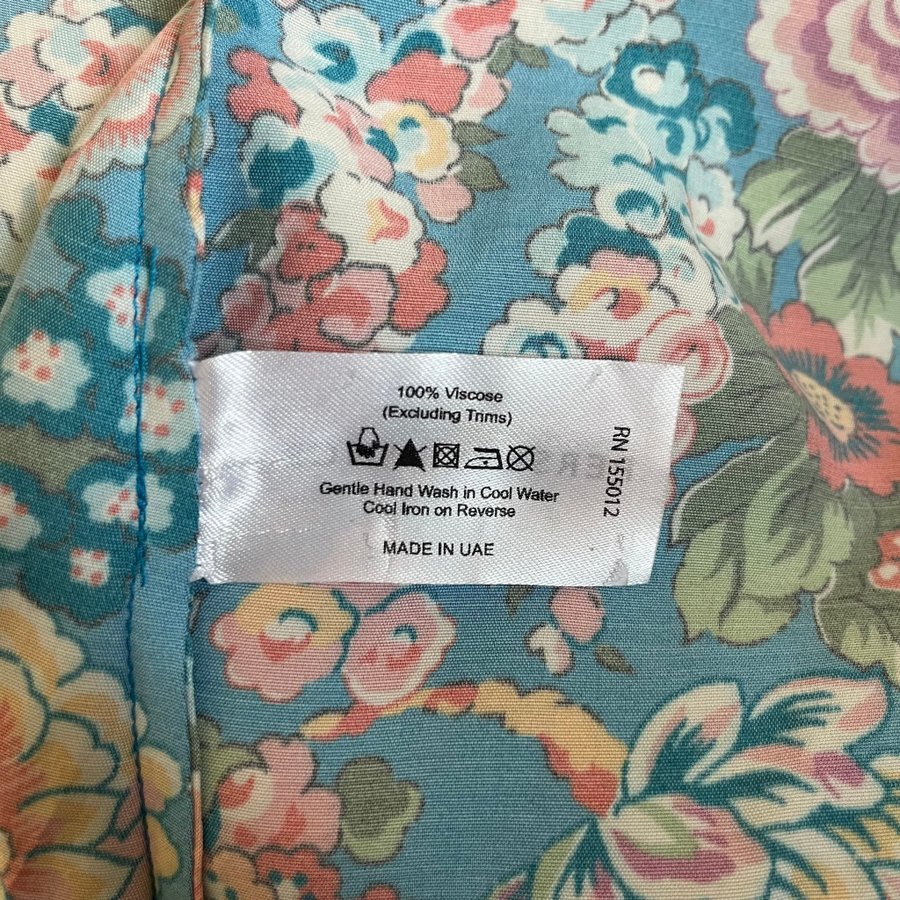 100% Viscose
(Excluding Trims)
Gentle Hand Wash in Cool Water
Cool Iron on Reverse
MADE IN UAE
RN 155012